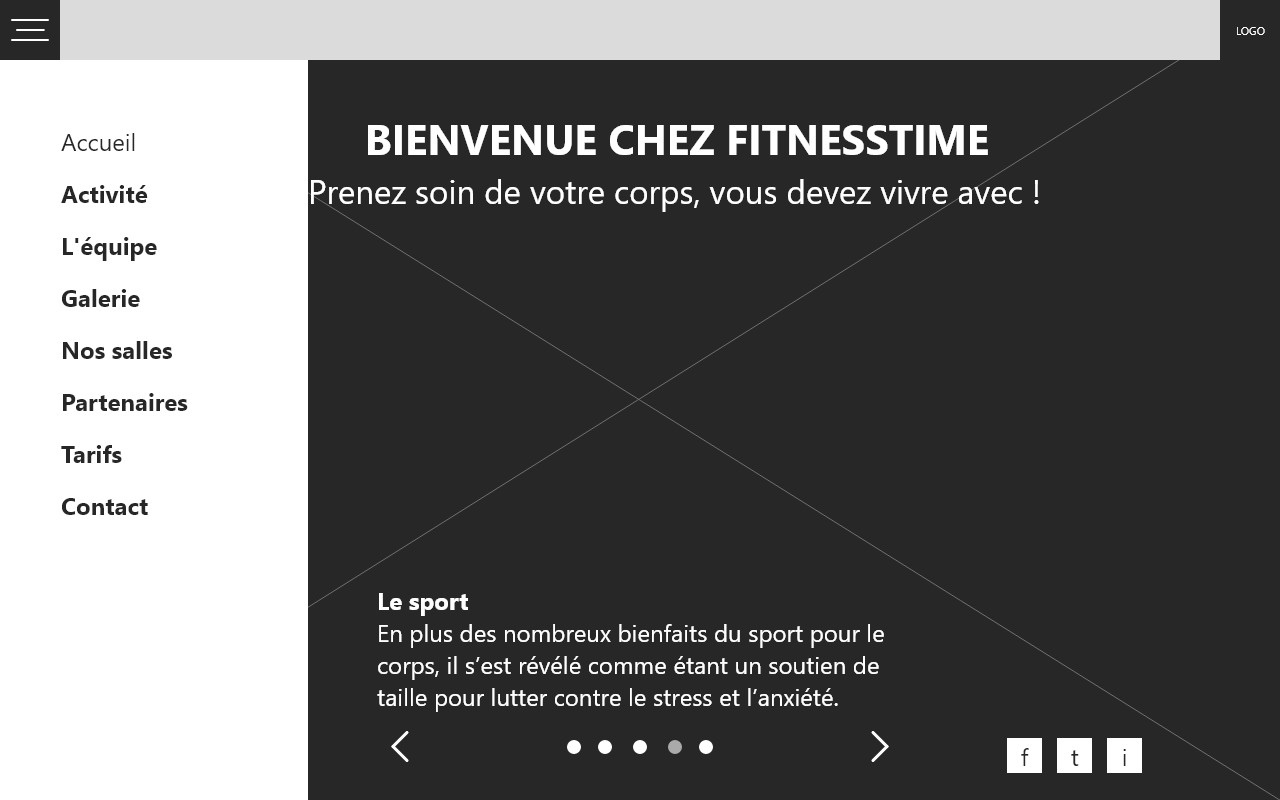 LOGO
Accueil
Activité
L'équipe
Galerie
Nos salles
Partenaires
Tarifs
Contact
BIENVENUE CHEZ FITNESSTIME
Prenez soin de votre corps, vous devez vivre avec !
Le sport
En plus des nombreux bienfaits du sport pour le
corps, il s’est révélé comme étant un soutien de
taille pour lutter contre le stress et l’anxiété.
f t i